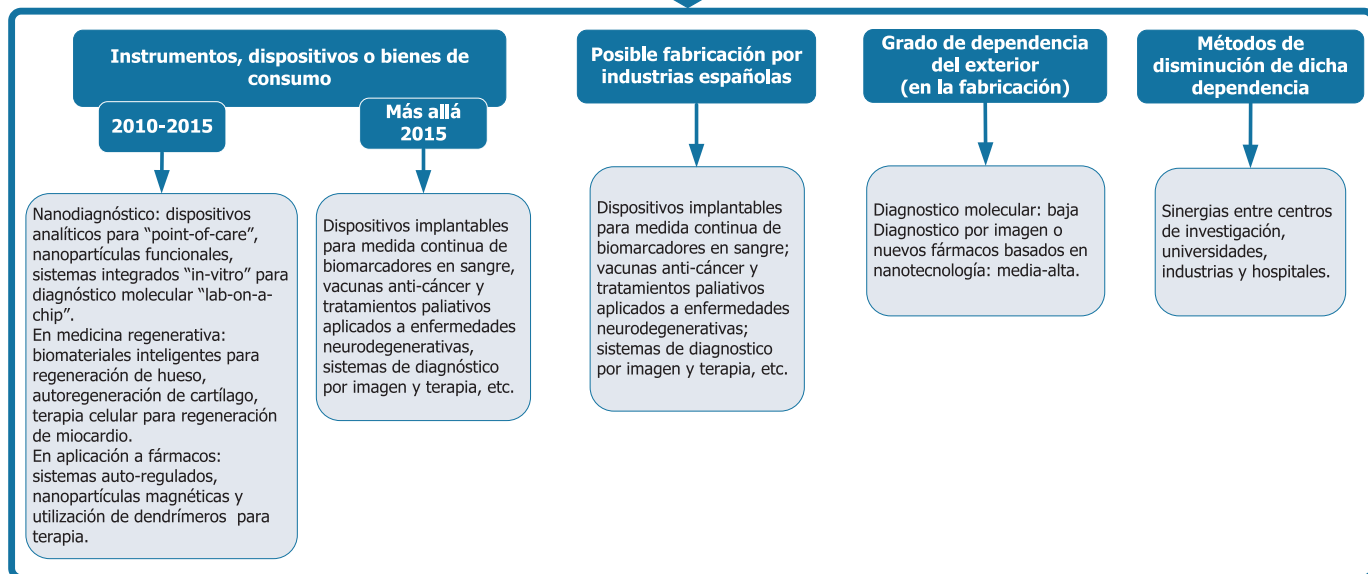 Instrumentos, dispositivos o bienes de
consumo
2010-2015
Nanodiagnóstico: dispositivos
analíticos para “point-of-care”,
nanopartículas funcionales,
sistemas integrados “in-vitro” para
diagnóstico molecular “lab-on-a-
chip”.
En medicina regenerativa:
biomateriales inteligentes para
regeneración de hueso,
autoregeneración de cartílago,
terapia celular para regeneración
de miocardio.
En aplicación a fármacos:
sistemas auto-regulados,
nanopartículas magnéticas y
utilización de dendrímeros para
terapia.
Más allá
2015
Dispositivos implantables
para medida continua de
biomarcadores en sangre,
vacunas anti-cáncer y
tratamientos paliativos
aplicados a enfermedades
neurodegenerativas,
sistemas de diagnóstico
por imagen y terapia, etc.
Posible fabricación por
industrias españolas
Dispositivos implantables
para medida continua de
biomarcadores en sangre;
vacunas anti-cáncer y
tratamientos paliativos
aplicados a enfermedades
neurodegenerativas;
sistemas de diagnostico
por imagen y terapia, etc.
Grado de dependencia
del exterior
(en la fabricación)
Diagnostico molecular: baja
Diagnostico por imagen o
nuevos fármacos basados en
nanotecnología: media-alta.
Métodos de
disminución de dicha
dependencia
Sinergias entre centros
de investigación,
universidades,
industrias y hospitales.